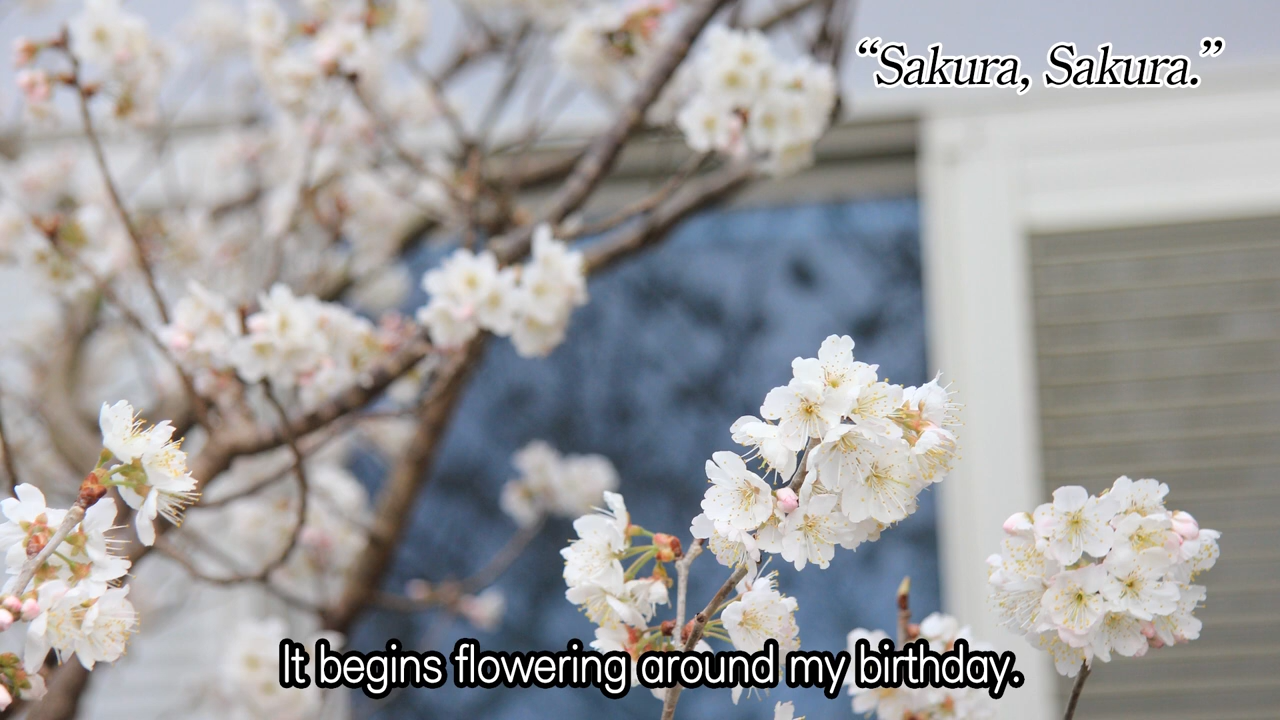 “Sakura, Sakura.”
It begins flowering around my birthday.